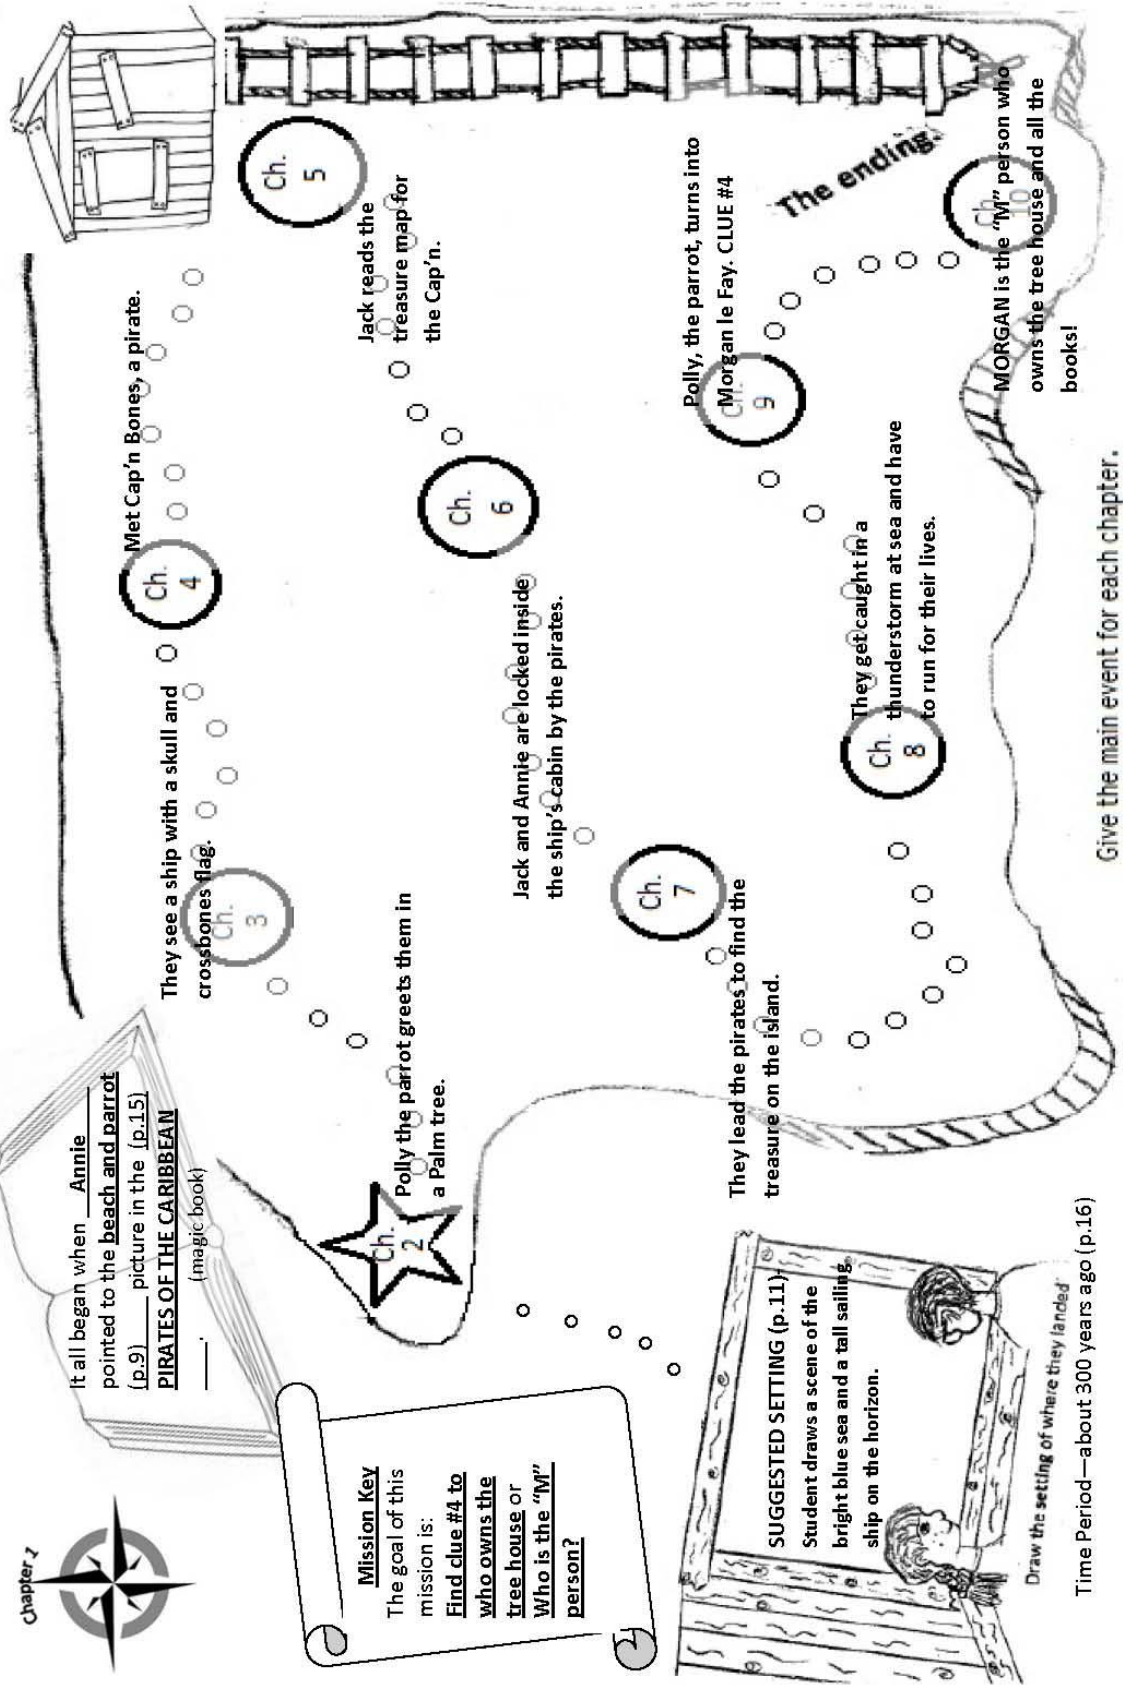 Chapter 1
It all began when Annie
pointed to the beach and parrot
(p.9) picture in the (p.15)
PIRATES OF THE CARIBBEAN
.
(magic book)
Mission Key
The goal of this
mission is:
Find due #4 to
who owns the
tree house or
Who is the “M”
person?
SUGGESTED SETTING (p.11)-
Student draws a scene of the
bright blue sea and a tall sailing
ship on the horizon.
Draw the setting of where they landed
Time Period—about 300 years ago (p.16)
Ch.
2
Polly the parrot greets them in
a Palm tree.
Ch.
3
They see a ship with a skull and
crossbones flag.
Ch.
4
Met Cap’n Bones, a pirate.
Ch.
5
Jack reads the
treasure map for
the Cap’n.
Ch.
6
Jack and Annie are locked inside
the ship’s cabin by the pirates.
Ch.
7
They lead the pirates to find the
treasure on the island.
Ch.
8
They get caught in a
thunderstorm at sea and have
to run for their lives.
Ch.
9
Polly, the parrot, turns into
Morgan le Fay. CLUE #4
The ending.
Ch.
10
MORGAN is the “M” person who
owns the tree house and all the
books!
Give the main event for each chapter.